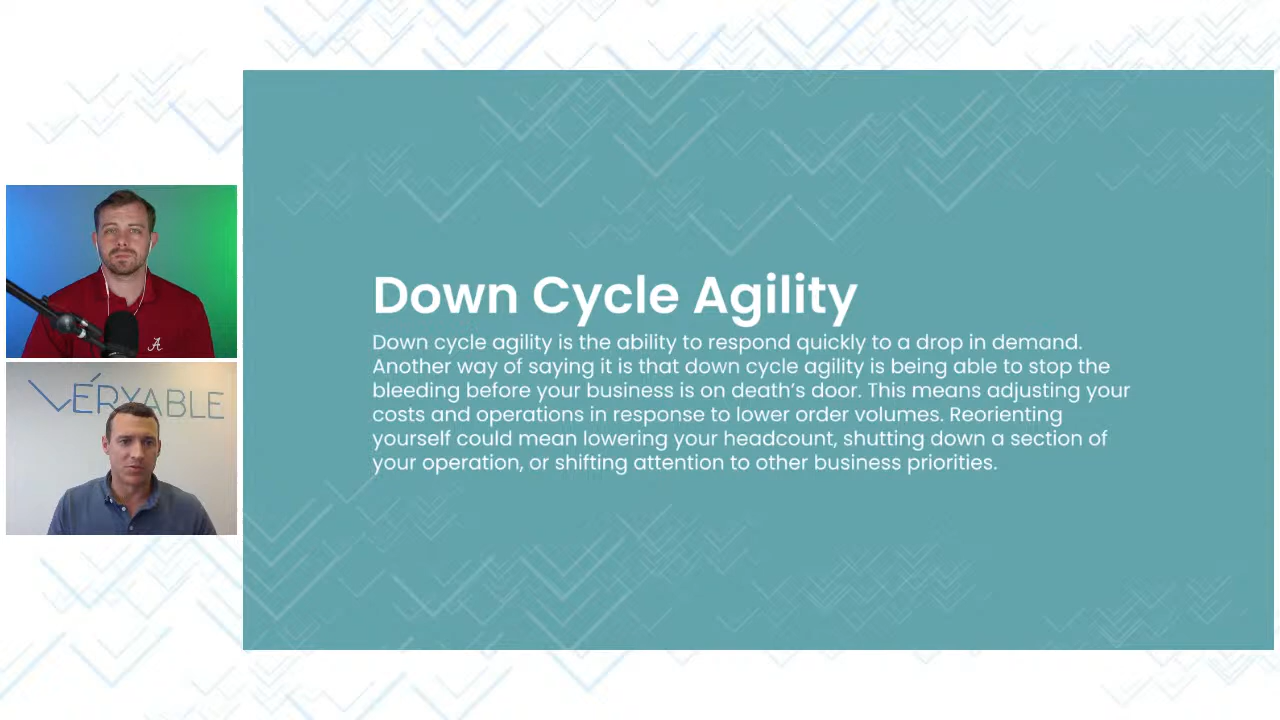 Down Cycle Agility
Down cycle agility is the ability to respond quickly to a drop in demand.
Another way of saying it is that down cycle agility is being able to stop the
bleeding before your business is on death's door. This means adjusting your
costs and operations in response to lower order volumes. Reorienting
yourself could mean lowering your headcount, shutting down a section of
your operation, or shifting attention to other business priorities.
A
VERYABLE